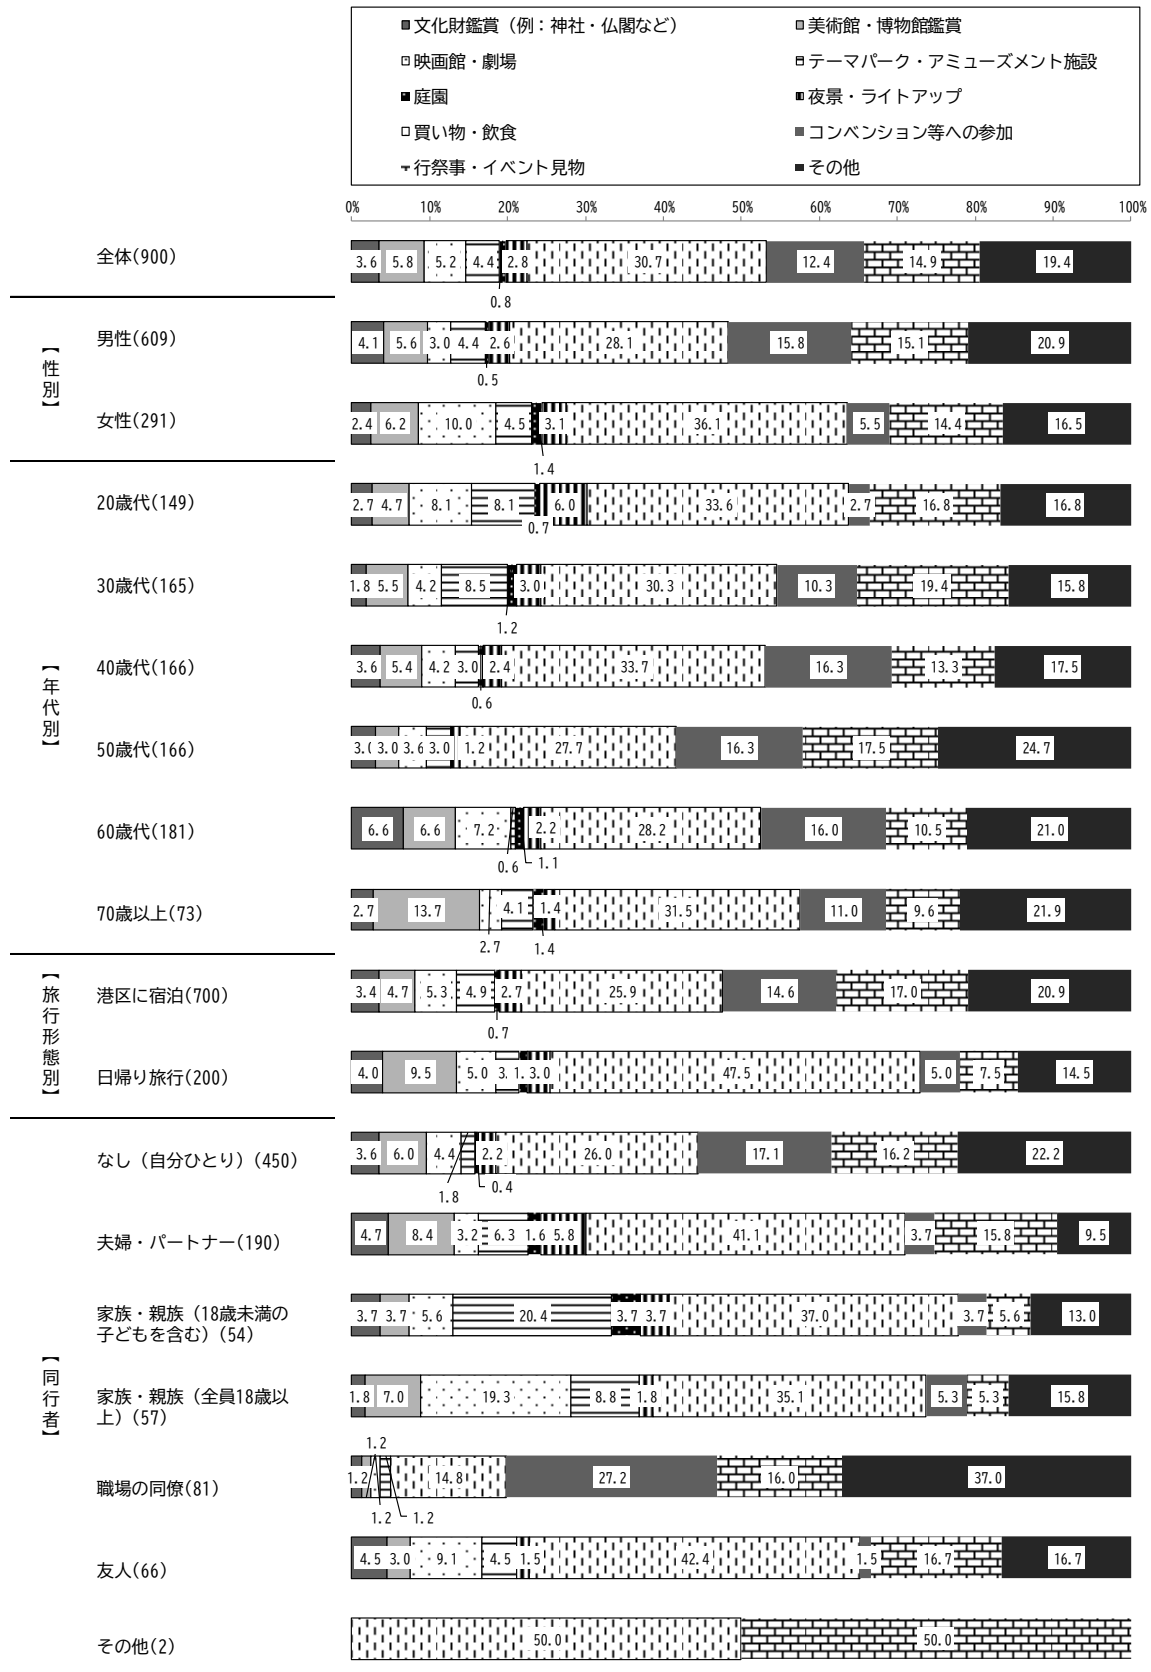 文化財鑑賞（例：神社・仏閣など） 美術館・博物館鑑賞
映画館・劇場 テーマパーク・アミューズメント施設
庭園 夜景・ライトアップ
買い物・飲食 コンベンション等への参加
行祭事・イベント見物 その他
0% 10% 20% 30% 40% 50% 60% 70% 80% 90% 100%
全体(900) 3.6 5.8 5.2 4.4 2.8 30.7 12.4 14.9 19.4
0.8
【性別】
男性(609) 4.1 5.6 3.0 4.4 2.6 28.1 15.8 15.1 20.9
0.5
女性(291) 2.4 6.2 10.0 4.5 3.1 36.1 5.5 14.4 16.5
1.4
【年代別】
20歳代(149) 2.7 4.7 8.1 8.1 6.0 33.6 2.7 16.8 16.8
0.7
30歳代(165) 1.8 5.5 4.2 8.5 3.0 30.3 10.3 19.4 15.8
1.2
40歳代(166) 3.6 5.4 4.2 3.0 2.4 33.7 16.3 13.3 17.5
0.6
50歳代(166) 3.0 3.0 3.6 3.0 1.2 27.7 16.3 17.5 24.7
60歳代(181) 6.6 6.6 7.2 2.2 28.2 16.0 10.5 21.0
0.6 1.1
70歳以上(73) 2.7 13.7 4.1 1.4 31.5 11.0 9.6 21.9
2.7 1.4
【旅行形態別】
港区に宿泊(700) 3.4 4.7 5.3 4.9 2.7 25.9 14.6 17.0 20.9
0.7
日帰り旅行(200) 4.0 9.5 5.0 3. 1. 3.0 47.5 5.0 7.5 14.5
【同行者】
なし（自分ひとり）(450) 3.6 6.0 4.4 2.2 26.0 17.1 16.2 22.2
1.8 0.4
夫婦・パートナー(190) 4.7 8.4 3.2 6.3 1.6 5.8 41.1 3.7 15.8 9.5
家族・親族（18歳未満の
子どもを含む）(54) 3.7 3.7 5.6 20.4 3.7 3.7 37.0 3.7 5.6 13.0
家族・親族（全員18歳以
上）(57) 1.8 7.0 19.3 8.8 1.8 35.1 5.3 5.3 15.8
1.2
職場の同僚(81) 1.2 14.8 27.2 16.0 37.0
1.2 1.2
友人(66) 4.5 3.0 9.1 4.5 1.5 42.4 1.5 16.7 16.7
その他(2) 50.0 50.0